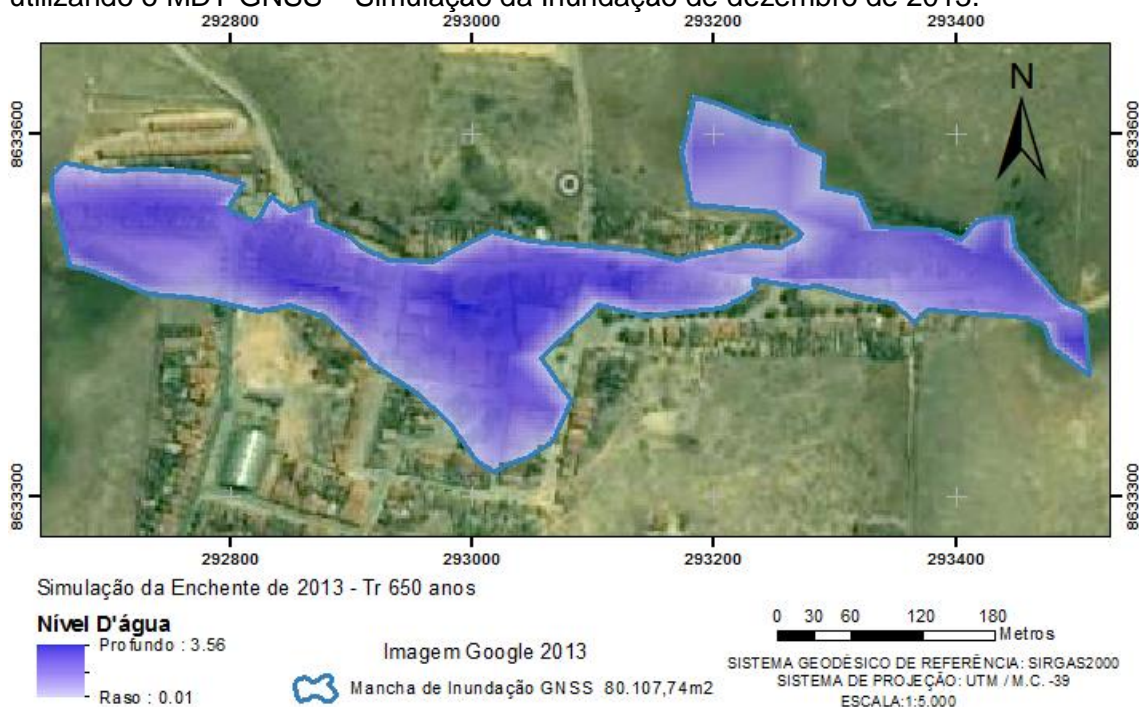 utilizando o MDT GNSS – Simulação da Inundação de dezembro de 2013.
292800 293000 293200 293400
8633600 8633600
N
8633300 8633300
292800 293000 293200 293400
Simulação da Enchente de 2013 - Tr 650 anos
Nível D'água
Profundo : 3.56
Raso : 0.01
Imagem Google 2013
Mancha de Inundação GNSS 80.107,74m2
0 30 60 120 180
Metros
SISTEMA GEODÉSICO DE REFERÊNCIA: SIRGAS2000
SISTEMA DE PROJEÇÃO: UTM / M.C. -39
ESCALA:1:5.000